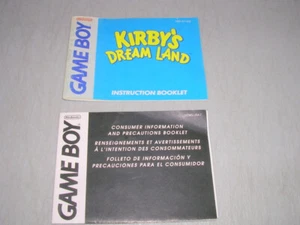 GAME BOY
KIRBY'S
DREAM LAND
INSTRUCTION BOOKLET
Nintendo
GAME BOY
CONSUMER INFORMATION
AND PRECAUTIONS BOOKLET
RENSEIGNEMENTS ET AVERTISSEMENTS
À L'INTENTION DES CONSOMMATEURS
FOLLETO DE INFORMACIÓN Y
PRECAUCIONES PARA EL CONSUMIDOR